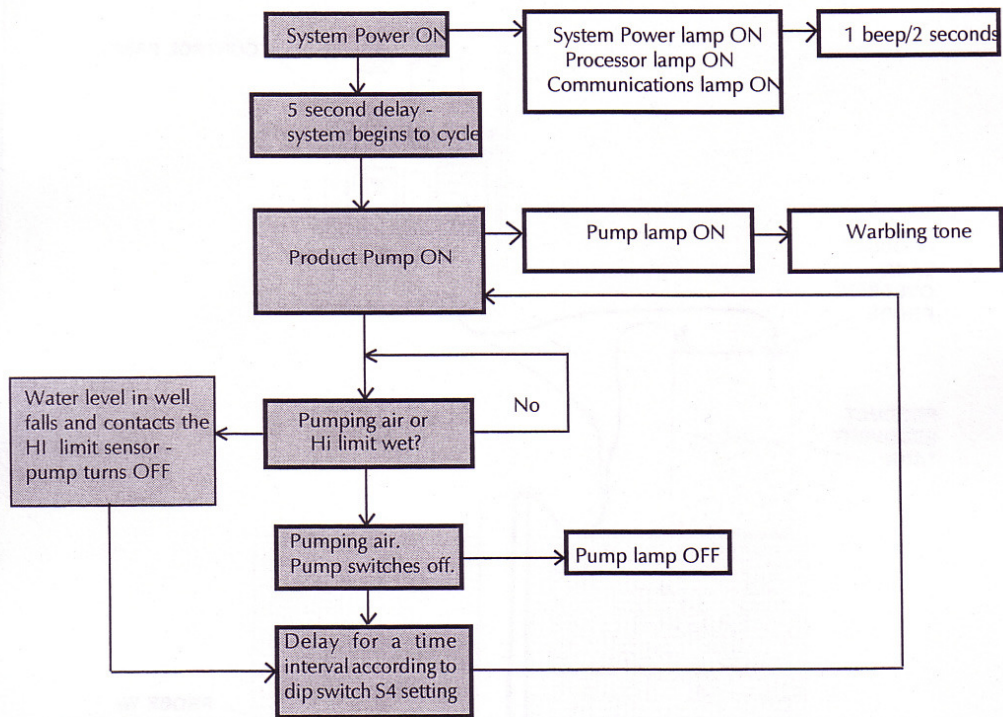 System Power ON
System Power lamp ON
Processor lamp ON
Communications lamp ON
1 beep/2 seconds
5 second delay -
system begins to cycle
Product Pump ON
Pump lamp ON
Warbling tone
No
Water level in well
falls and contacts the
HI limit sensor -
pump turns OFF
Pumping air or
Hi limit wet?
Pumping air.
Pump switches off.
Pump lamp OFF
Delay for a time
interval according to
dip switch S4 setting